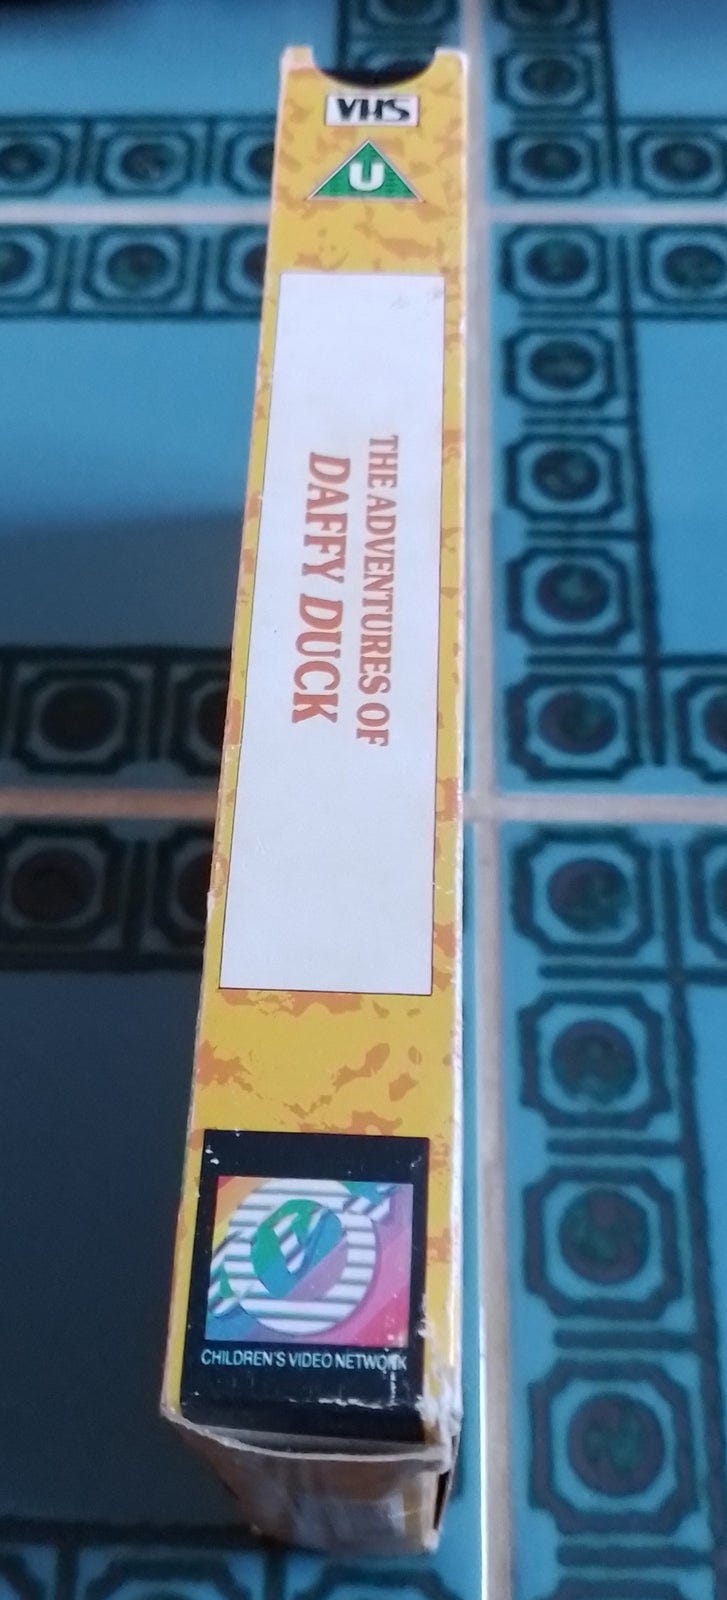 VHS
U
THE ADVENTURES OF
DAFFY DUCK
CHILDREN'S VIDEO NETWORK